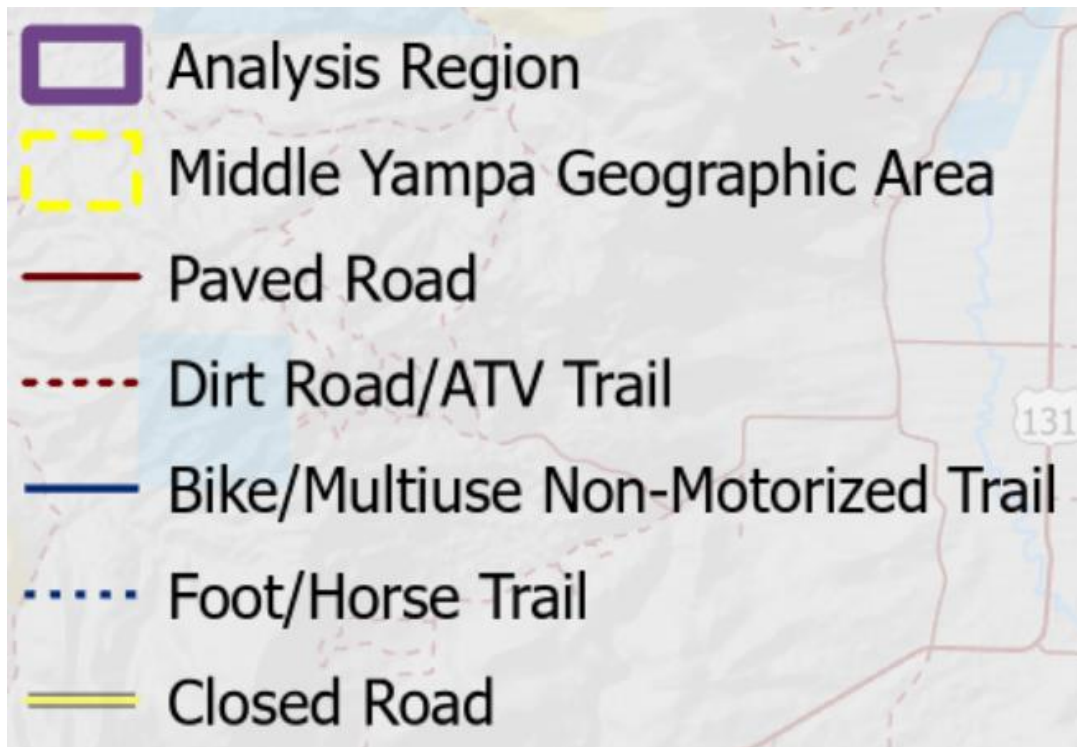 Analysis Region
Middle Yampa Geographic Area
Paved Road
Dirt Road/ATV Trail
131
Bike/Multiuse Non-Motorized Trail
Foot/Horse Trail
Closed Road